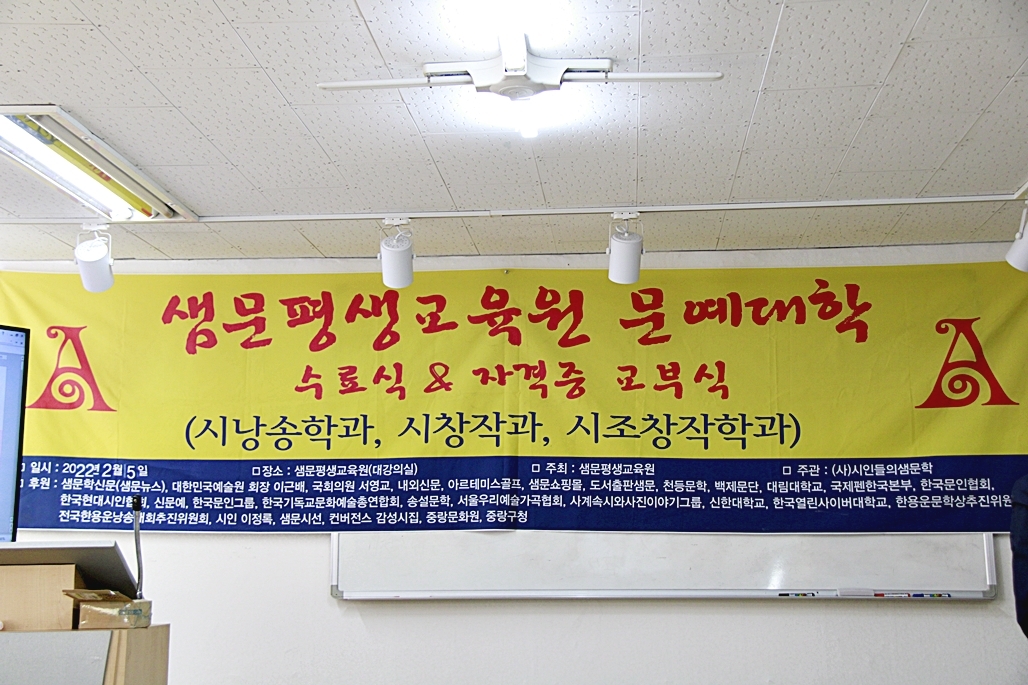 샘문평생교육원 문예대학
수료식 & 자격증 교부식
(시낭송학과, 시창작과, 시조창작학과)
일시 : 2022년 2월 5일 □ 장소 : 샘문평생교육원(대강의실) □ 주최 : 샘문평생교육원 □ 주관 : (사)시인들의샘문학
후원 : 샘문학신문(샘문뉴스), 대한민국예술원 회장 이근배, 국회의원 서영교, 내외신문, 아르테미스골프, 샘문쇼핑몰, 도서출판샘문, 천등문학, 백제문단, 대림대학교, 국제펜한국본부, 한국문인협회,
한국현대시인협회, 신문예, 한국문인그룹, 한국기독교문화예술총연합회, 송설문학, 서울우리예술가곡협회, 사계속시와사진이야기그룹, 신한대학교, 한국열린사이버대학교, 한용운문학상추진위원
전국한용운낭송대회추진위원회, 시인 이정록, 샘문시선, 컨버전스 감성시집, 중랑문화원, 중랑구청